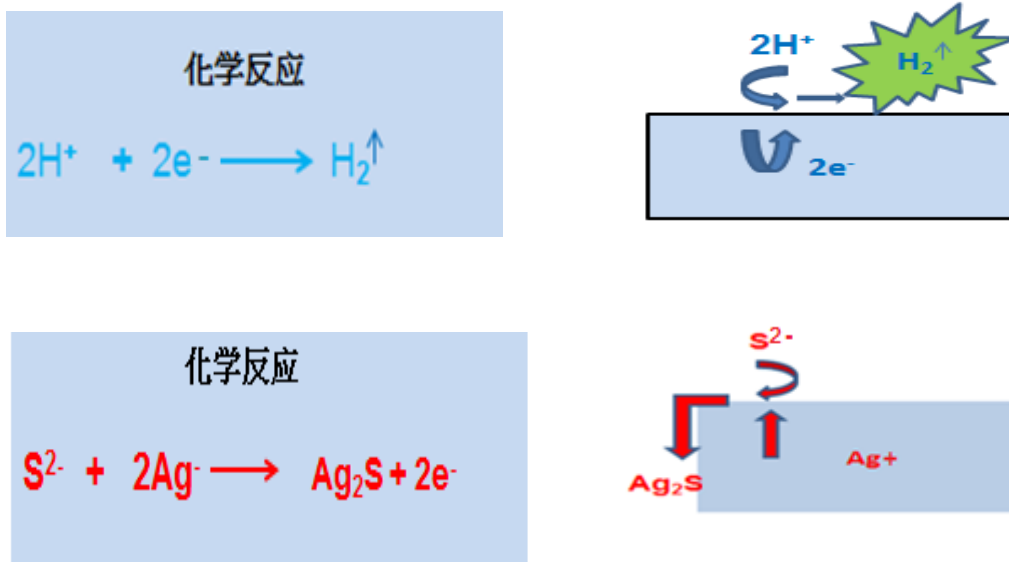 化学反应
2H⁺ + 2e⁻ ⟶ H₂↑
2H⁺
H₂↑
2e⁻
化学反应
S²⁻ + 2Ag⁻ ⟶ Ag₂S + 2e⁻
S²⁻
Ag+
Ag₂S